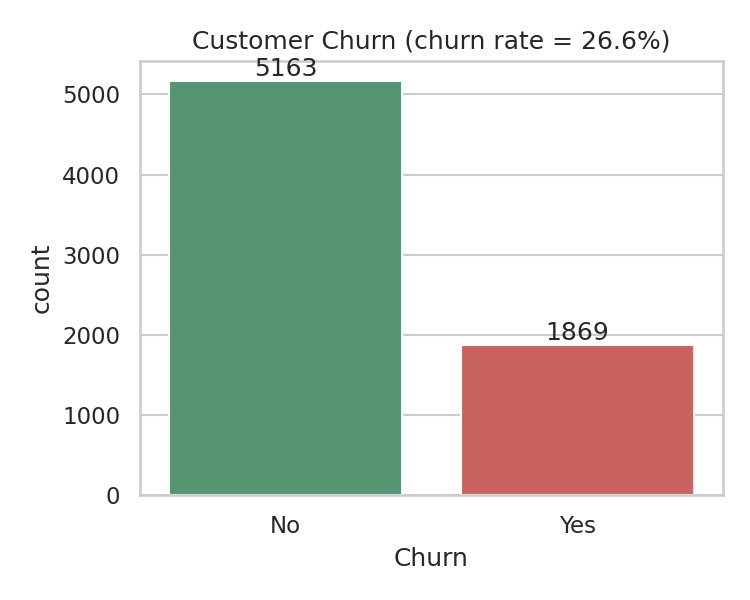 Customer Churn (churn rate = 26.6%)
5163
5000
4000
3000
2000
1869
1000
0
count
No Yes
Churn